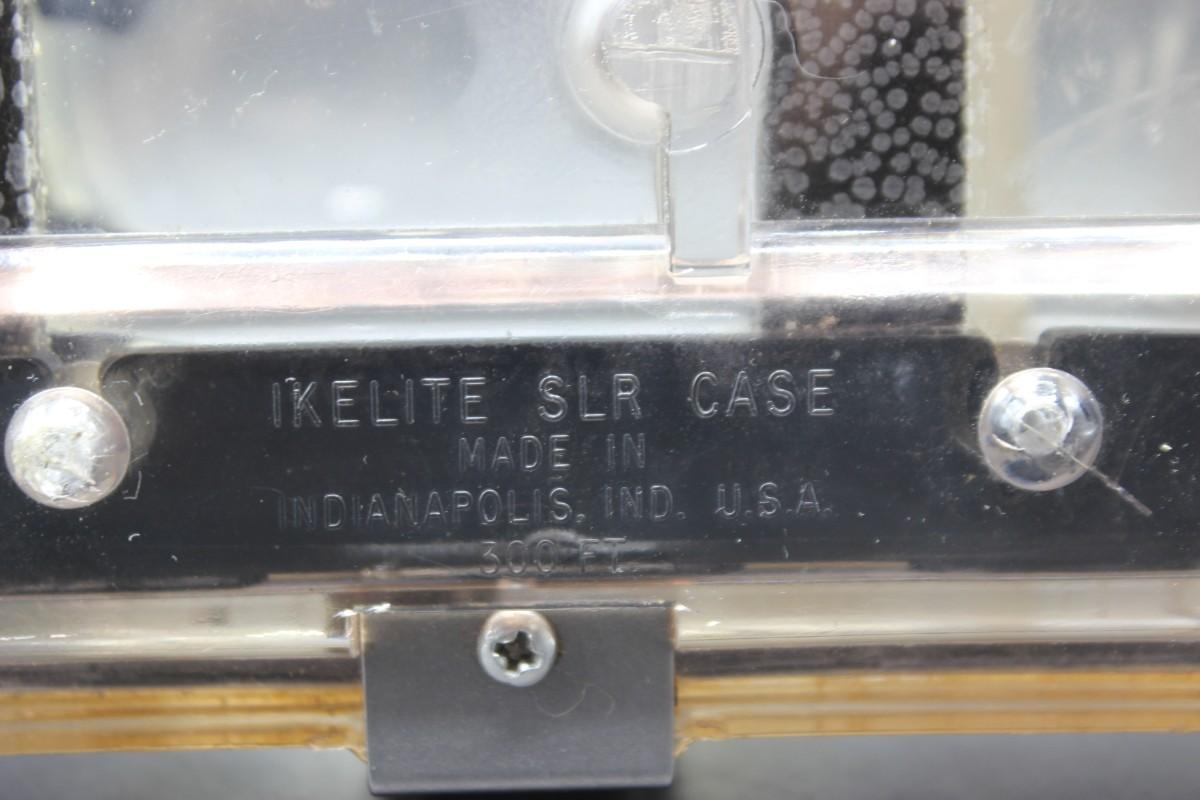 IKELITE SLR CASE
MADE IN
INDIANAPOLIS, IND. U.S.A.
300 FT.